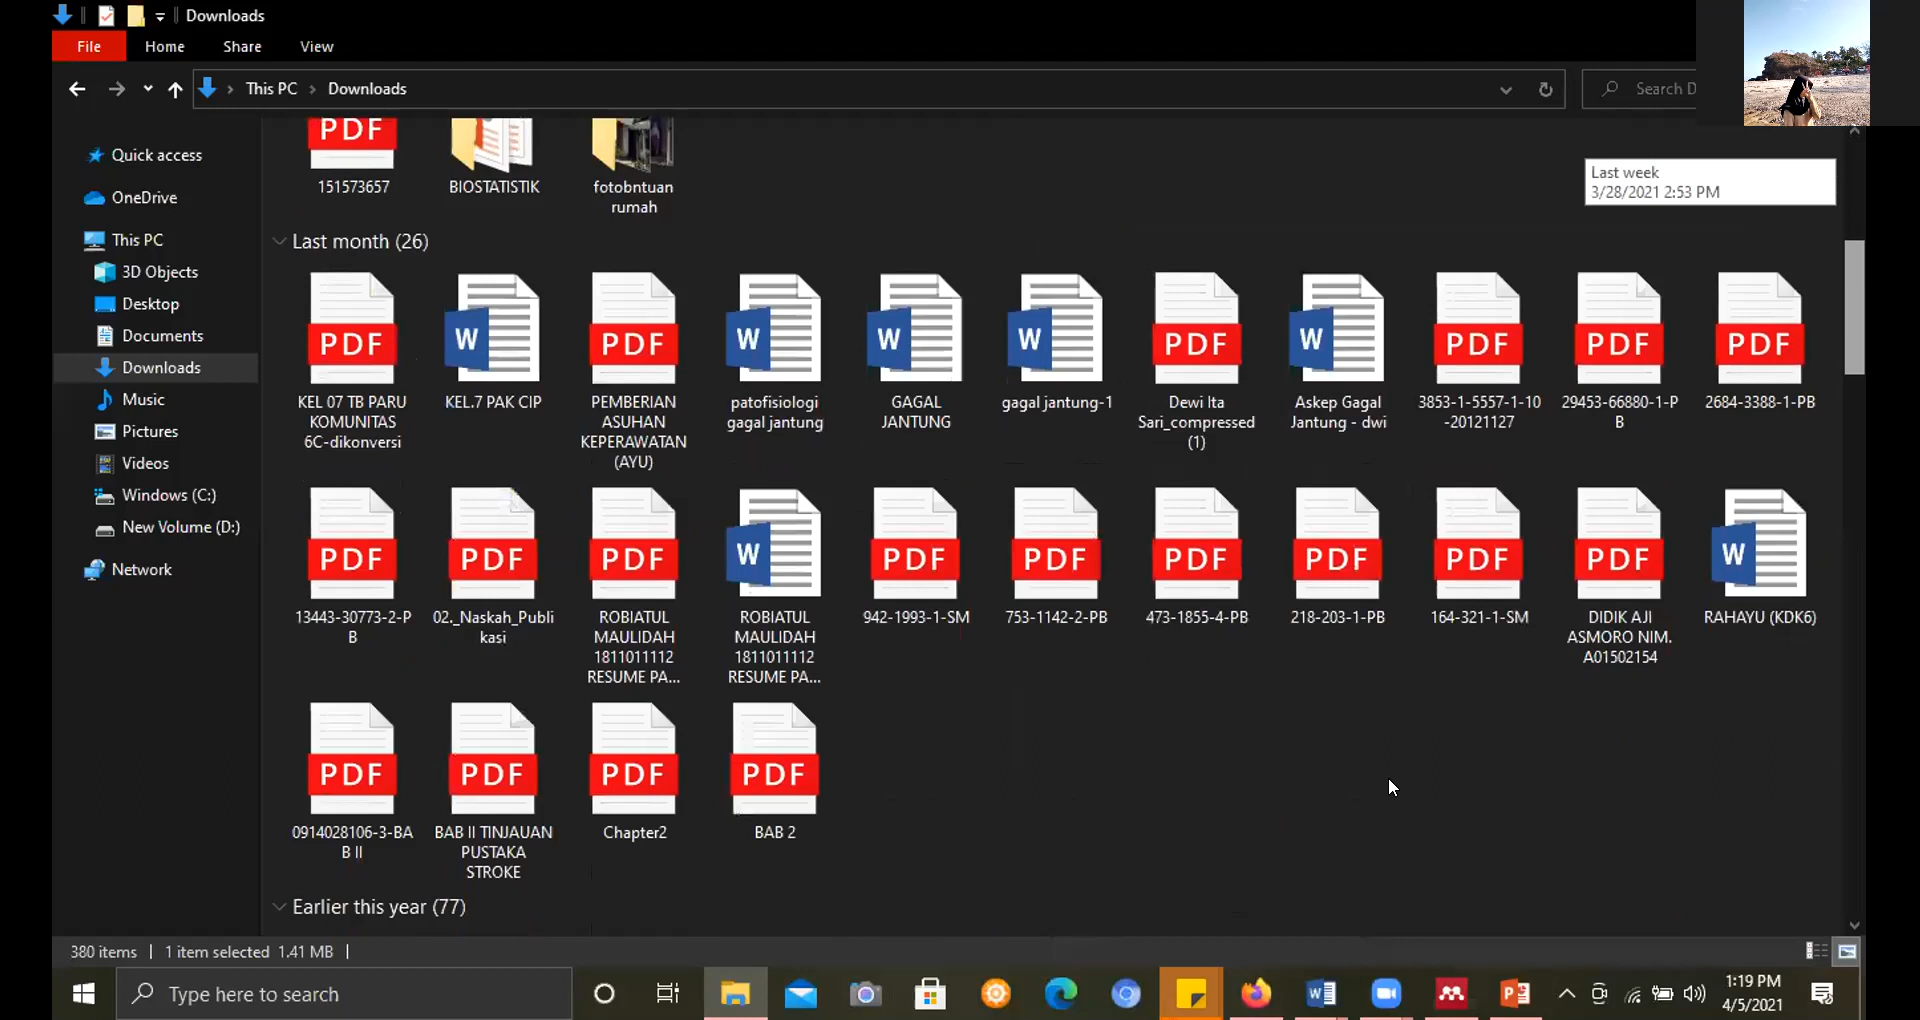 Downloads
File Home Share View
This PC Downloads Search D
Quick access
OneDrive
This PC
3D Objects
Desktop
Documents
Downloads
Music
Pictures
Videos
Windows (C:)
New Volume (D:)
Network
PDF
151573657
BIOSTATISTIK
fotobntuan
rumah
Last week
3/28/2021 2:53 PM
Last month (26)
PDF
KEL 07 TB PARU
KOMUNITAS
6C-dikonversi
W
KEL.7 PAK CIP
PDF
PEMBERIAN
ASUHAN
KEPERAWATAN
(AYU)
W
patofisiologi
gagal jantung
W
GAGAL
JANTUNG
W
gagal jantung-1
PDF
Dewi Ita
Sari_compressed
(1)
W
Askep Gagal
Jantung - dwi
PDF
3853-1-5557-1-10
-20121127
PDF
29453-66880-1-P
B
PDF
2684-3388-1-PB
PDF
13443-30773-2-P
B
PDF
02._Naskah_Publi
kasi
PDF
ROBIATUL
MAULIDAH
1811011112
RESUME PA...
W
ROBIATUL
MAULIDAH
1811011112
RESUME PA...
PDF
942-1993-1-SM
PDF
753-1142-2-PB
PDF
473-1855-4-PB
PDF
218-203-1-PB
PDF
164-321-1-SM
PDF
DIDIK AJI
ASMORO NIM.
A01502154
W
RAHAYU (KDK6)
PDF
0914028106-3-BA
B II
PDF
BAB II TINJAUAN
PUSTAKA
STROKE
PDF
Chapter2
PDF
BAB 2
Earlier this year (77)
380 items 1 item selected 1.41 MB
Type here to search
1:19 PM
4/5/2021